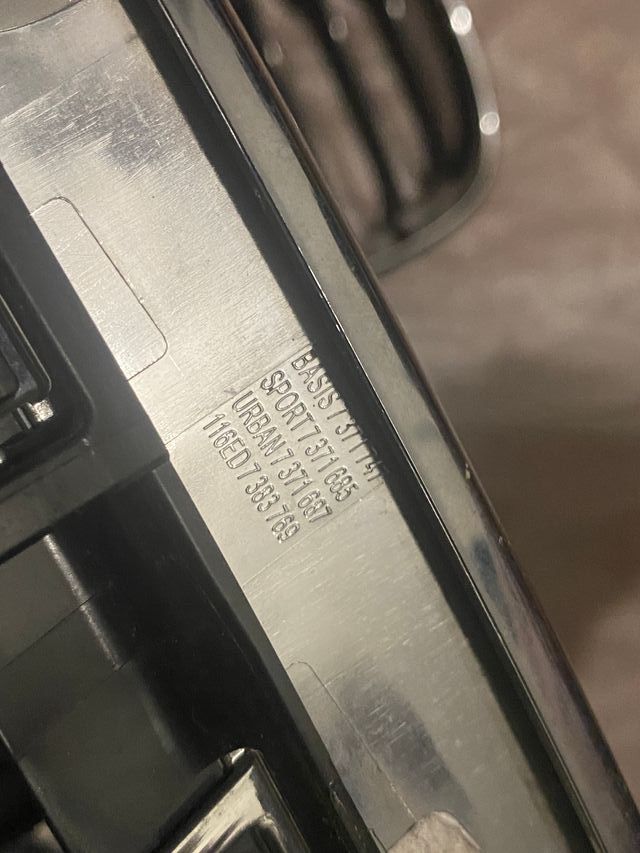 BASIS
SPORT 7 371 685
URBAN 7 371 687
116ED 7 383 769